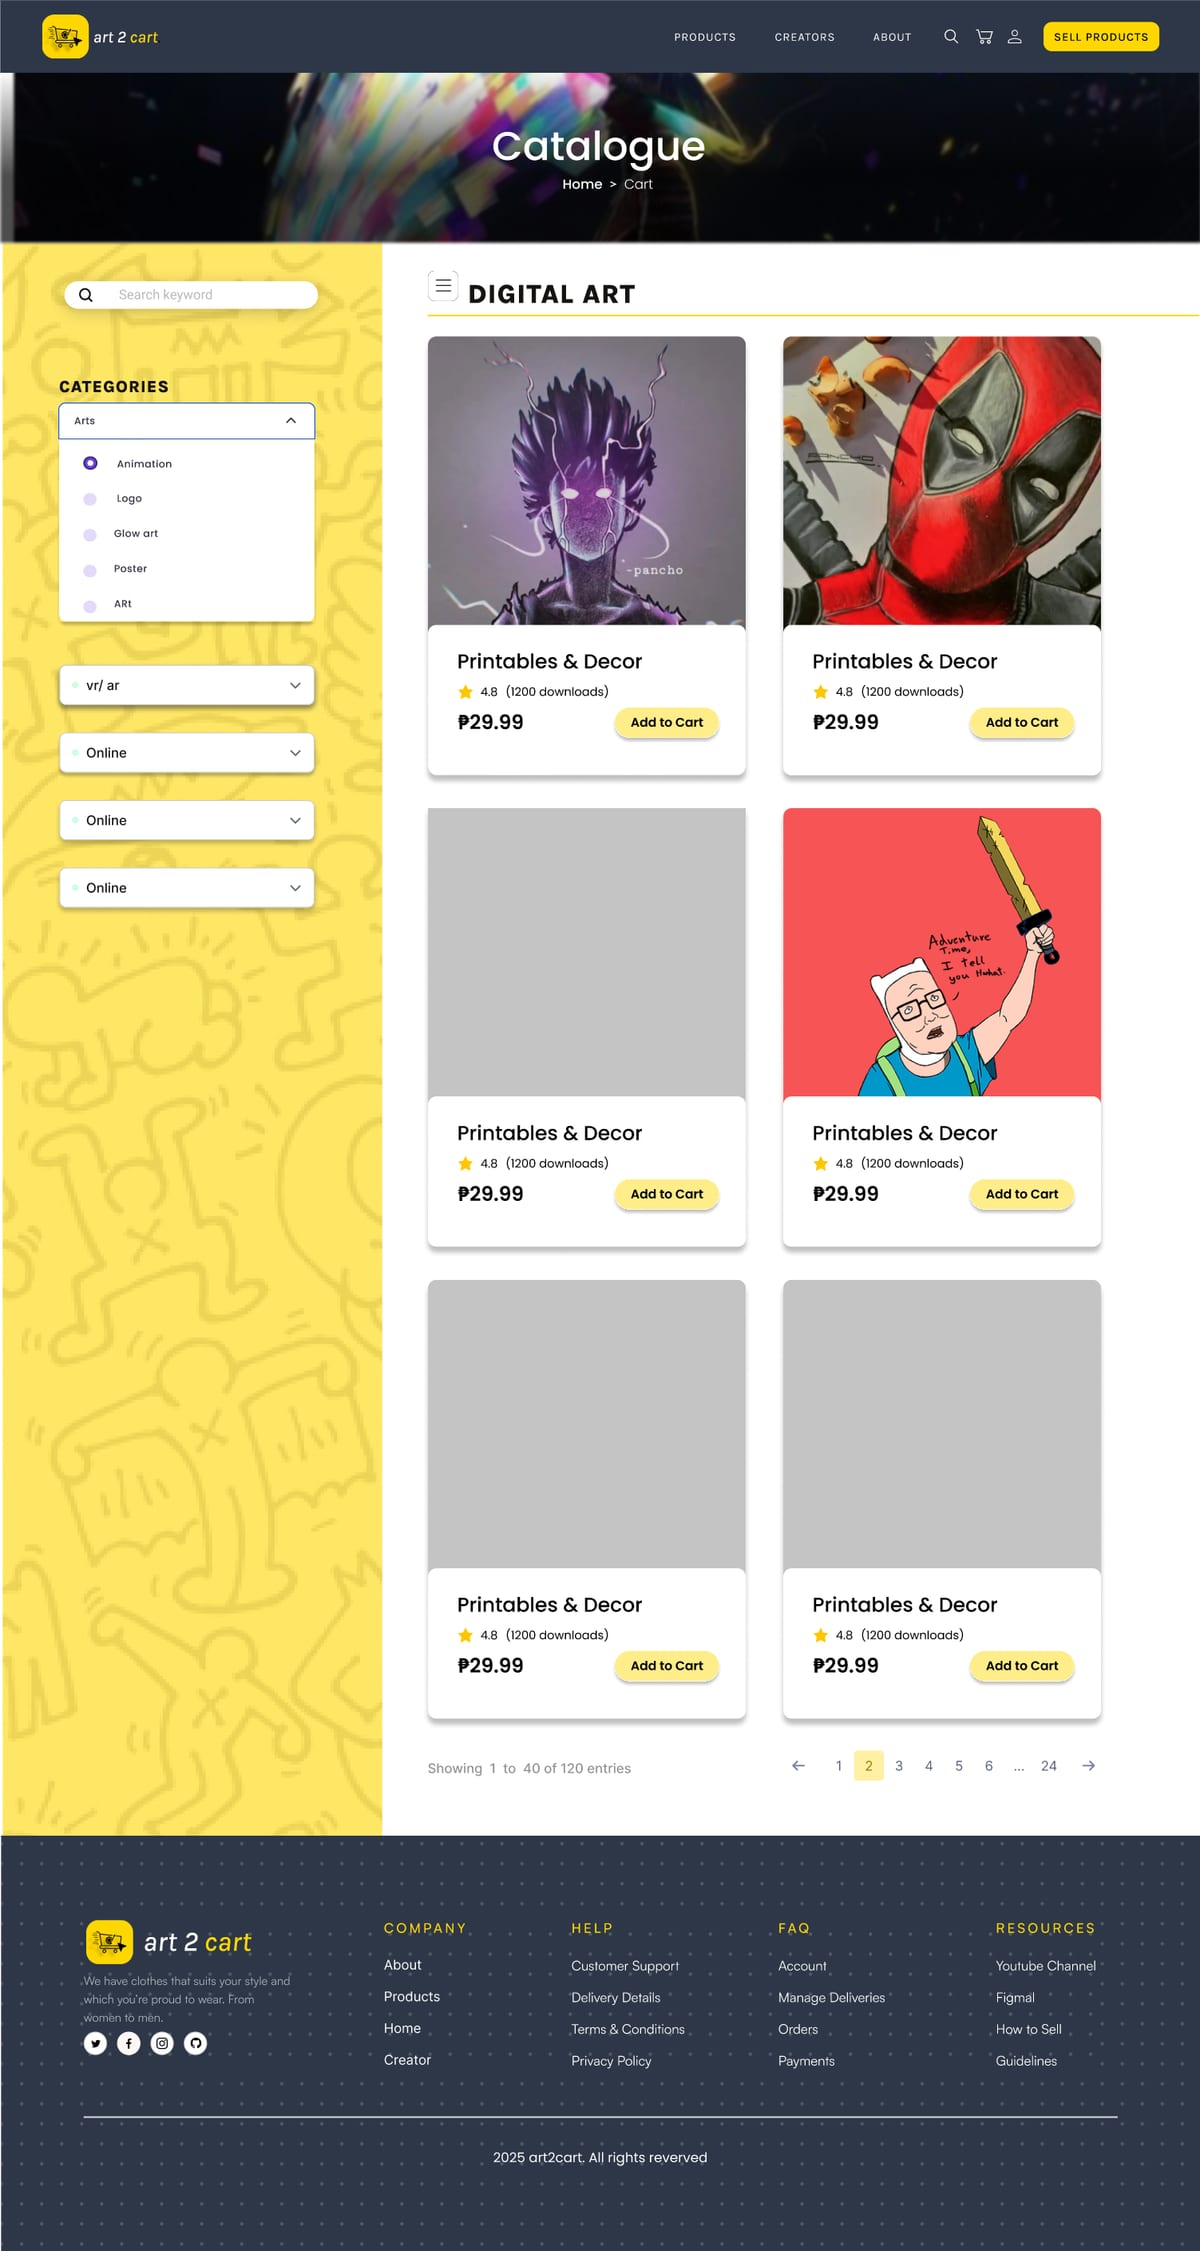 art 2 cart
PRODUCTS
CREATORS
ABOUT
SELL PRODUCTS
Catalogue
Home > Cart
Search keyword
CATEGORIES
Arts
Animation
Logo
Glow art
Poster
ARt
vr/ ar
Online
Online
Online
DIGITAL ART
-pancho
PANCHO
Printables & Decor
4.8 (1200 downloads)
₱29.99
Add to Cart
Printables & Decor
4.8 (1200 downloads)
₱29.99
Add to Cart
Adventure
Time,
I tell
you Hwhat.
Printables & Decor
4.8 (1200 downloads)
₱29.99
Add to Cart
Printables & Decor
4.8 (1200 downloads)
₱29.99
Add to Cart
Printables & Decor
4.8 (1200 downloads)
₱29.99
Add to Cart
Printables & Decor
4.8 (1200 downloads)
₱29.99
Add to Cart
Showing 1 to 40 of 120 entries
1 2 3 4 5 6 ... 24
art 2 cart
We have clothes that suits your style and
which you're proud to wear. From
women to men.
COMPANY
About
Products
Home
Creator
HELP
Customer Support
Delivery Details
Terms & Conditions
Privacy Policy
FAQ
Account
Manage Deliveries
Orders
Payments
RESOURCES
Youtube Channel
Figmal
How to Sell
Guidelines
2025 art2cart. All rights reverved